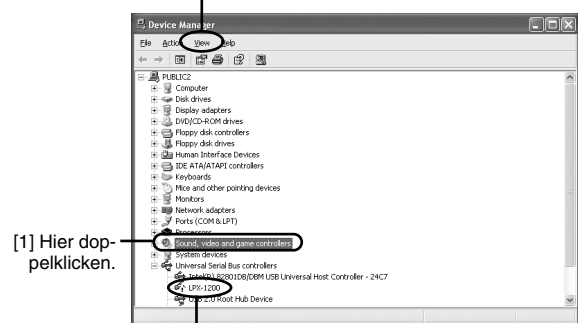 Device Manager
File Action View Help
PUBLIC2
Computer
Disk drives
Display adapters
DVD/CD-ROM drives
Floppy disk controllers
Floppy disk drives
Human Interface Devices
IDE ATA/ATAPI controllers
Keyboards
Mice and other pointing devices
Monitors
Network adapters
Ports (COM & LPT)
Processors
[1] Hier dop-
pelklicken.
Sound, video and game controllers
System devices
Universal Serial Bus controllers
Intel(R) 82801DB/DBM USB Universal Host Controller - 24C7
LPX-1200
USB 2.0 Root Hub Device